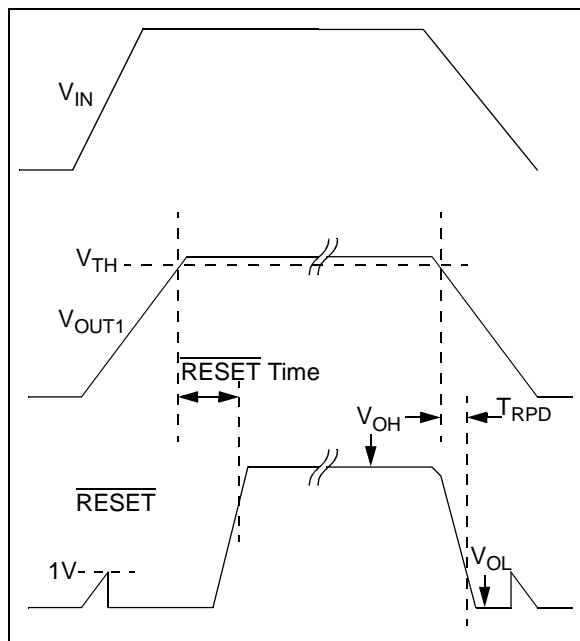 VIN
VTH
VOUT1
RESET Time
VOH
TRPD
RESET
1V
VOL